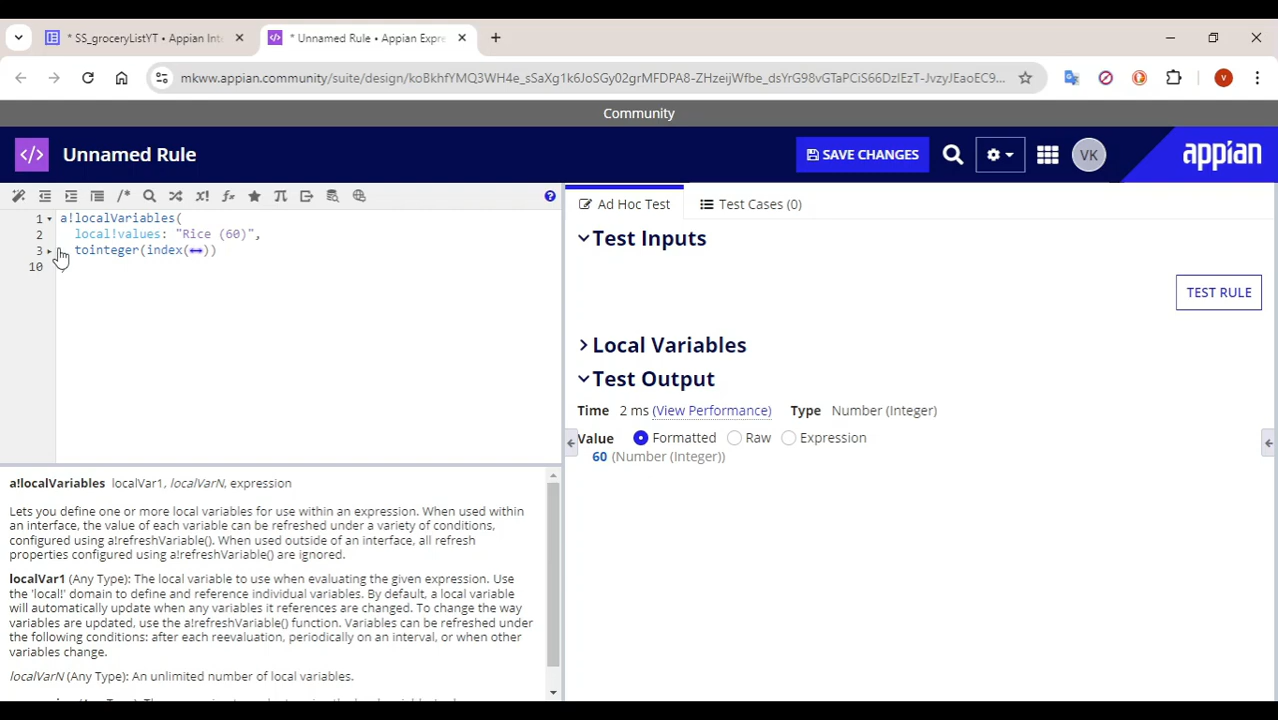 * SS_groceryListYT • Appian Int
* Unnamed Rule • Appian Expre
mkww.appian.community/suite/design/koBkhfYMQ3WH4e_sSaXg1k6JoSGy02grMFDPA8-ZHzeijWfbe_dsYrG98vGTaPCiS66DzIEzT-JvzyJEaoEC9...
V
Community
</> Unnamed Rule
SAVE CHANGES
VK
appian
1 a!localVariables(
2 local!values: "Rice (60)",
3 tointeger(index())
10 )
Ad Hoc Test
Test Cases (0)
Test Inputs
TEST RULE
Local Variables
Test Output
Time 2 ms (View Performance) Type Number (Integer)
Value Formatted Raw Expression
60 (Number (Integer))
a!localVariables localVar1, localVarN, expression
Lets you define one or more local variables for use within an expression. When used within
an interface, the value of each variable can be refreshed under a variety of conditions,
configured using a!refreshVariable(). When used outside of an interface, all refresh
properties configured using a!refreshVariable() are ignored.
localVar1 (Any Type): The local variable to use when evaluating the given expression. Use
the 'local!' domain to define and reference individual variables. By default, a local variable
will automatically update when any variables it references are changed. To change the way
variables are updated, use the a!refreshVariable() function. Variables can be refreshed under
the following conditions: after each reevaluation, periodically on an interval, or when other
variables change.
localVarN (Any Type): An unlimited number of local variables.